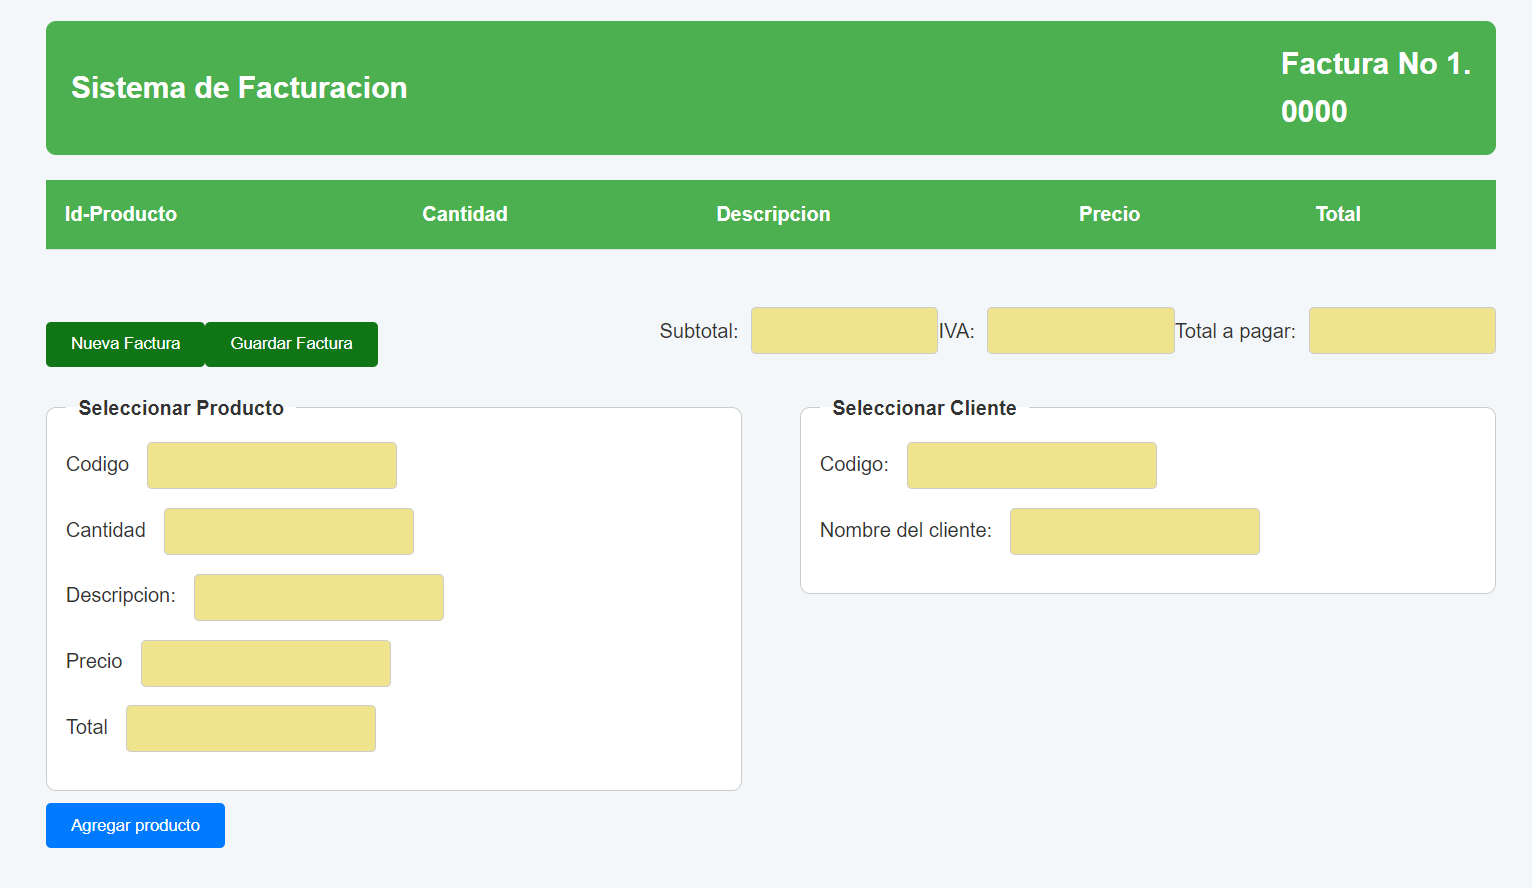 Sistema de Facturacion
Factura No 1.
0000
Id-Producto Cantidad Descripcion Precio Total
Nueva Factura Guardar Factura
Subtotal: IVA: Total a pagar:
Seleccionar Producto
Codigo
Cantidad
Descripcion:
Precio
Total
Agregar producto
Seleccionar Cliente
Codigo:
Nombre del cliente: